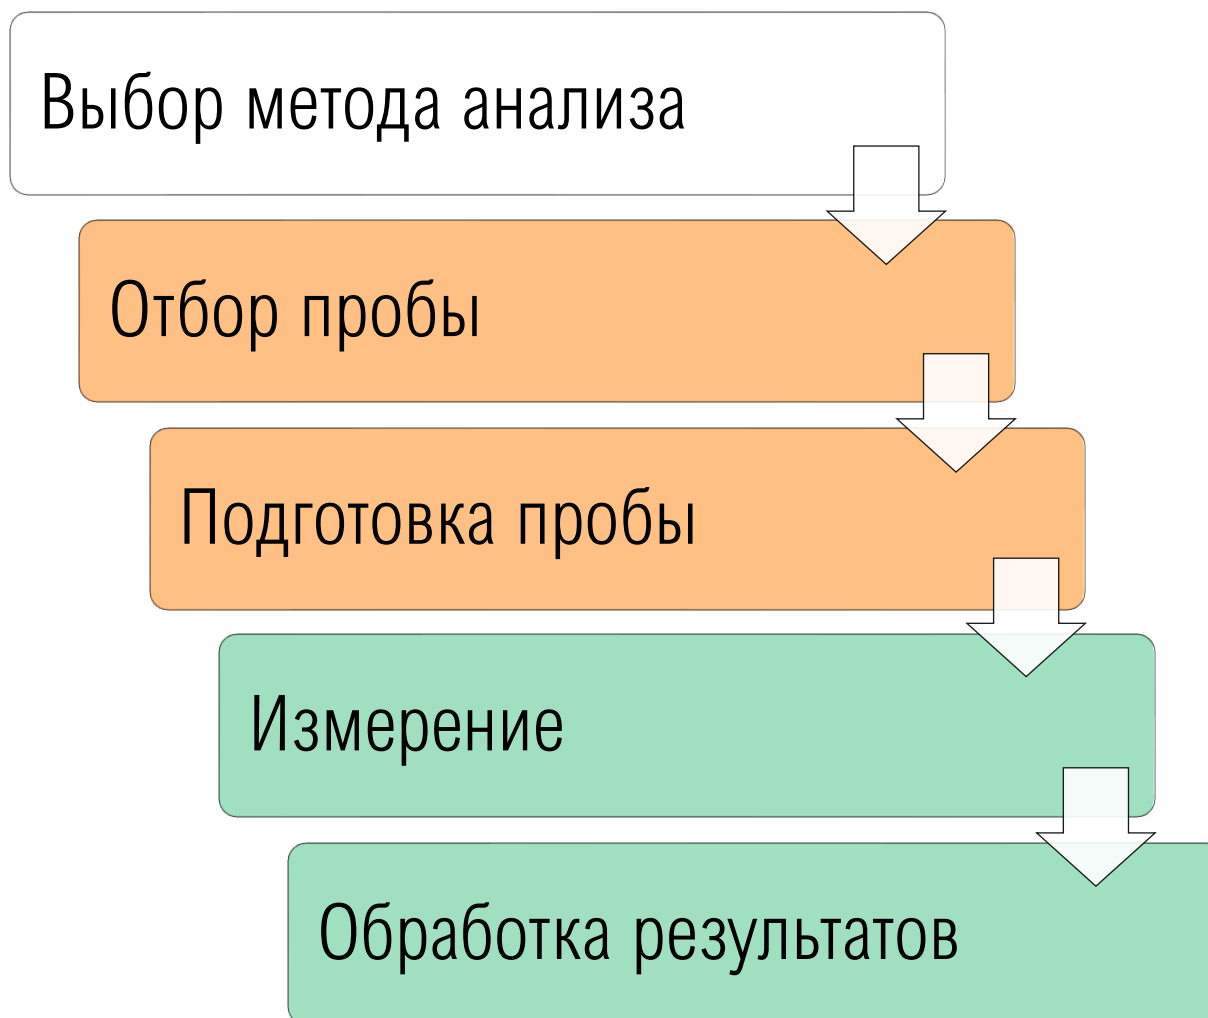 Выбор метода анализа
Отбор пробы
Подготовка пробы
Измерение
Обработка результатов